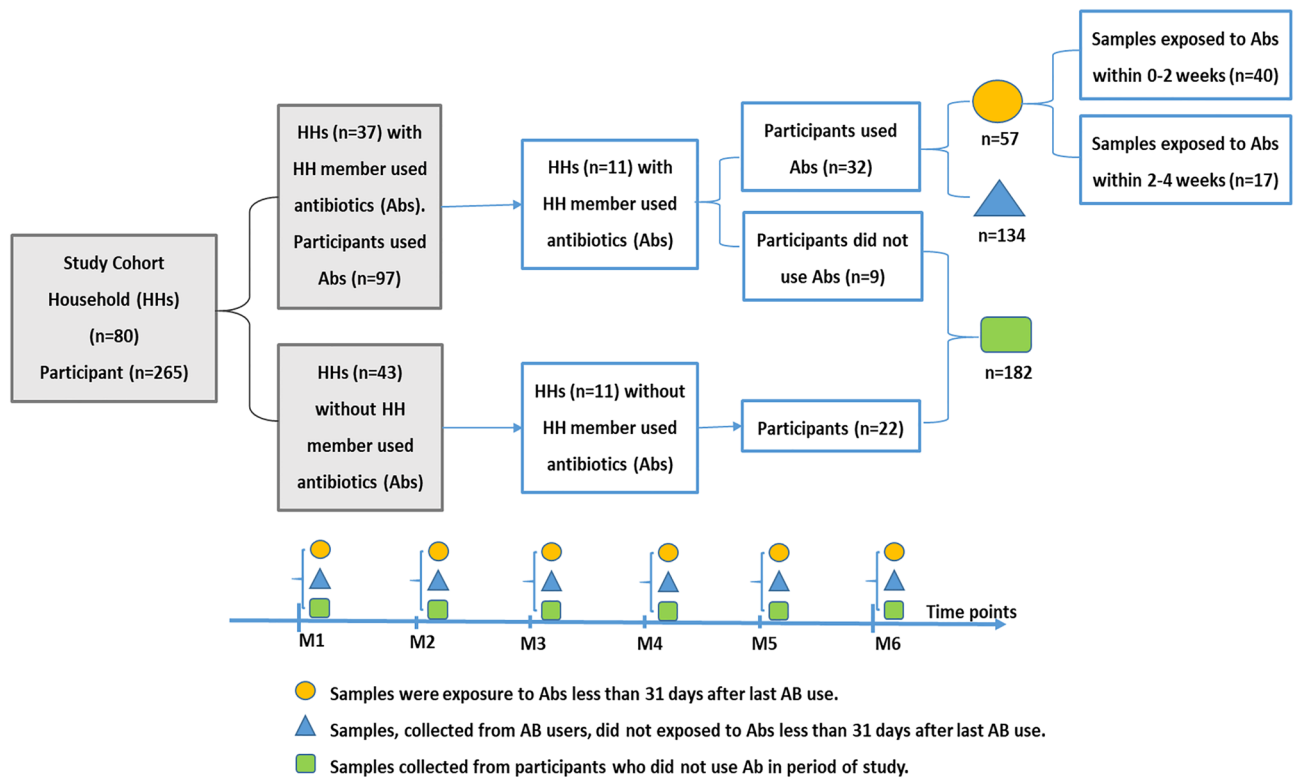 Study Cohort
Household (HHs)
(n=80)
Participant (n=265)
HHs (n=37) with
HH member used
antibiotics (Abs).
Participants used
Abs (n=97)
HHs (n=43)
without HH
member used
antibiotics (Abs)
HHs (n=11) with
HH member used
antibiotics (Abs)
HHs (n=11) without
HH member used
antibiotics (Abs)
Participants used
Abs (n=32)
Participants did not
use Abs (n=9)
Participants (n=22)
n=57
n=134
n=182
Samples exposed to Abs
within 0-2 weeks (n=40)
Samples exposed to Abs
within 2-4 weeks (n=17)
Time points
M1 M2 M3 M4 M5 M6
Samples were exposure to Abs less than 31 days after last AB use.
Samples, collected from AB users, did not exposed to Abs less than 31 days after last AB use.
Samples collected from participants who did not use Ab in period of study.